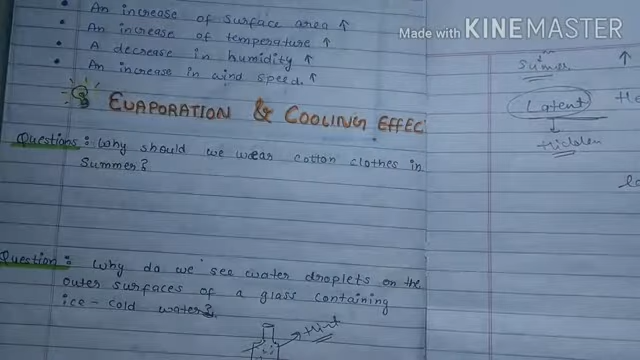 • An increase of surface area ↑
• An increase of temperature ↑
• A decrease in humidity ↑
• An increase in wind speed ↑
EVAPORATION & COOLING EFFEC
Questions: Why should we wear cotton clothes in
summer?
Question: Why do we see water droplets on the
outer surfaces of a glass containing
ice-cold water?
Hint
Made with KINEMASTER
↑
Latent
Hidden